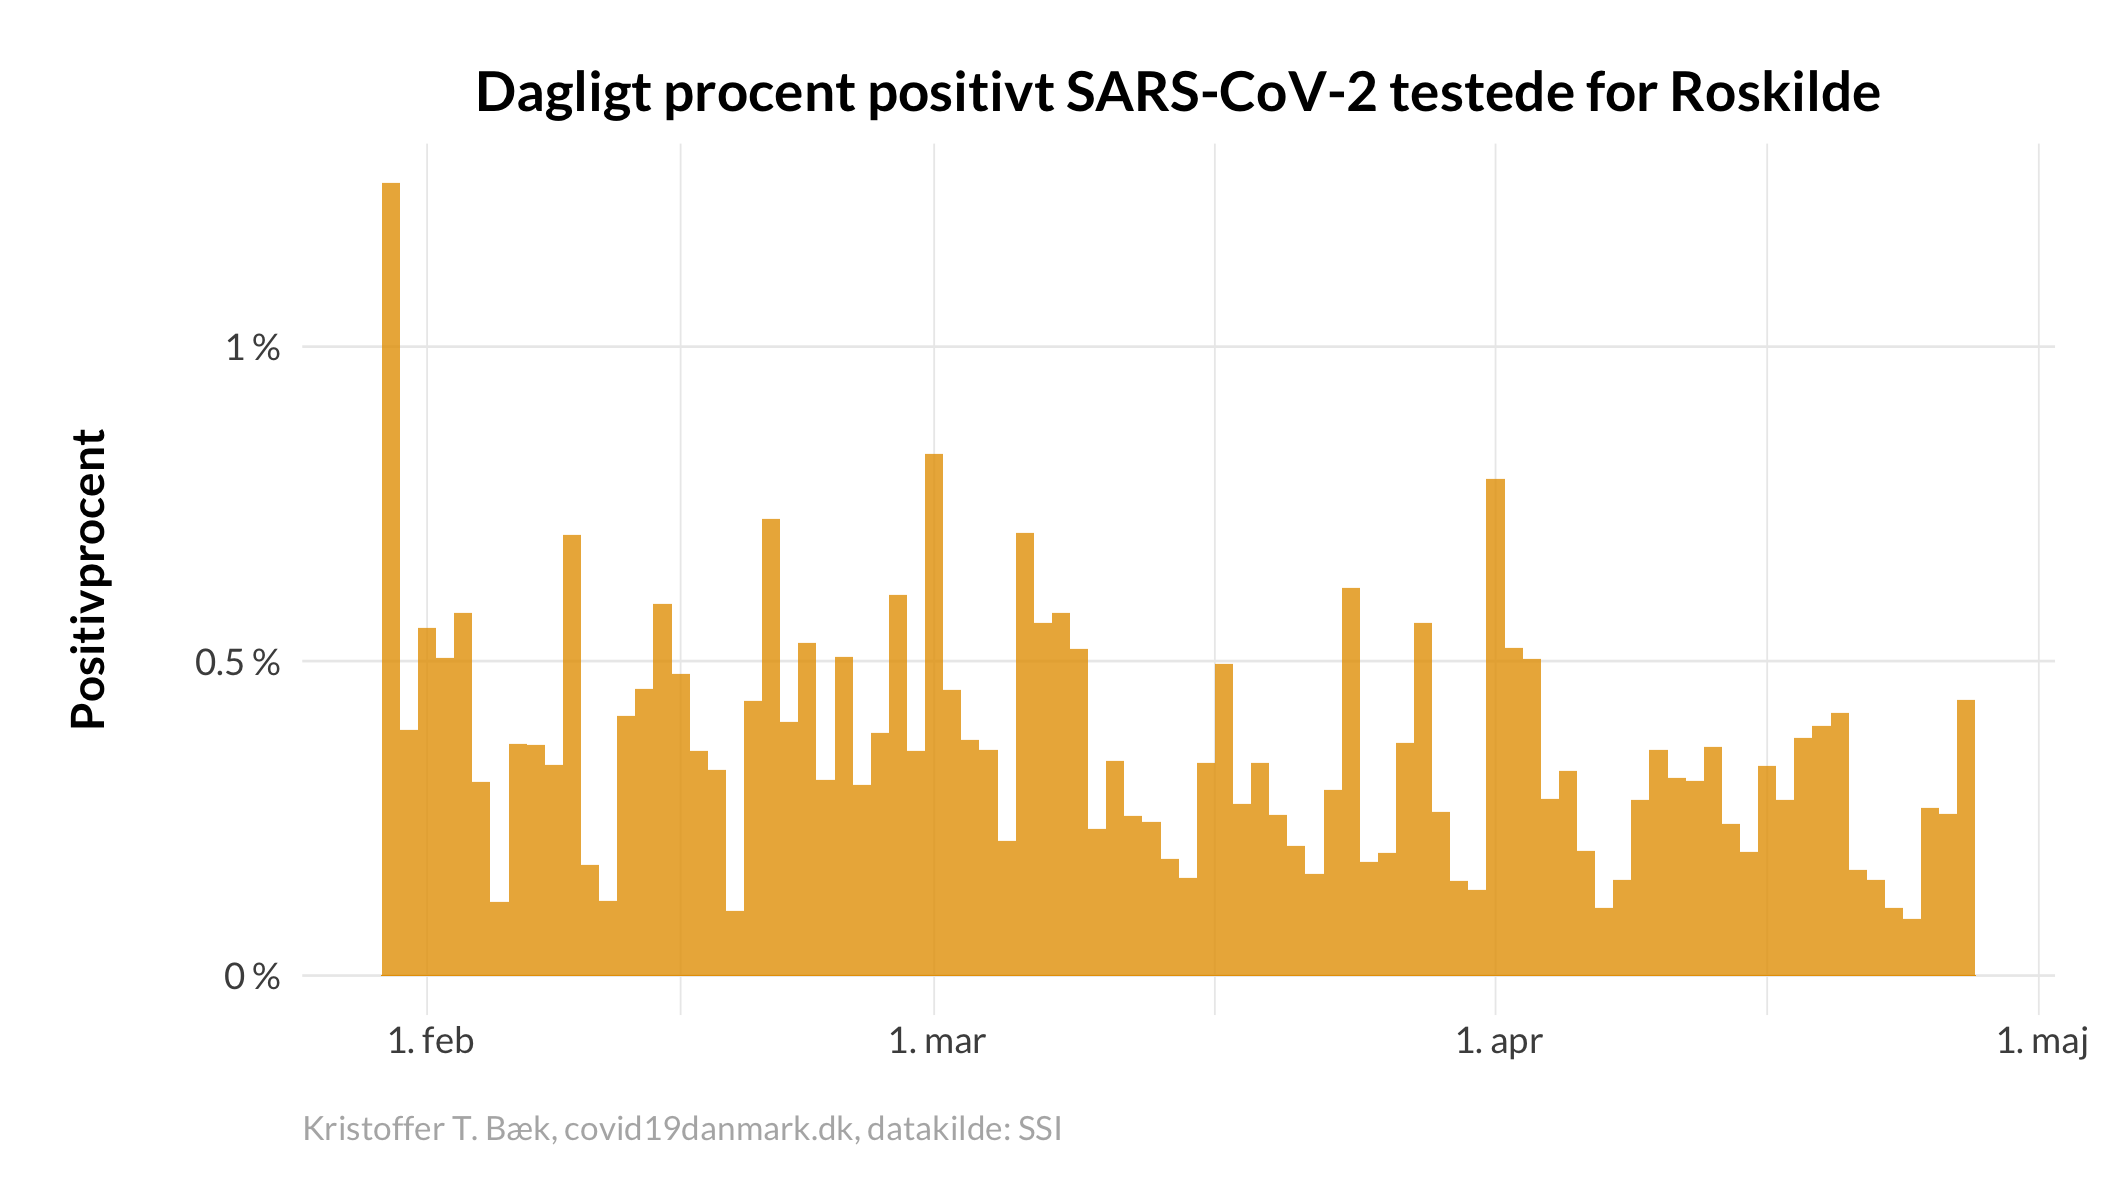 Dagligt procent positivt SARS-CoV-2 testede for Roskilde
Positivprocent
1 %
0.5 %
0 %
1. feb
1. mar
1. apr
1. maj
Kristoffer T. Bæk, covid19danmark.dk, datakilde: SSI